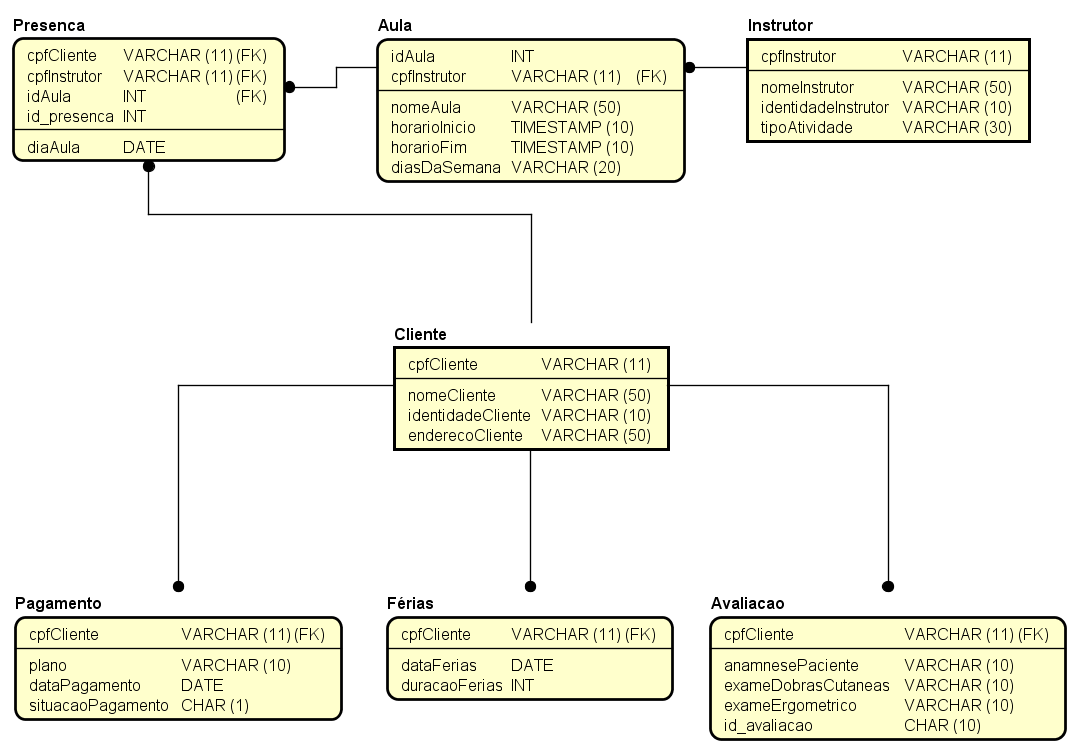 Presenca
cpfCliente VARCHAR (11) (FK)
cpfInstrutor VARCHAR (11) (FK)
idAula INT (FK)
id_presenca INT
diaAula DATE
Aula
idAula INT
cpfInstrutor VARCHAR (11) (FK)
nomeAula VARCHAR (50)
horarioInicio TIMESTAMP (10)
horarioFim TIMESTAMP (10)
diasDaSemana VARCHAR (20)
Instrutor
cpfInstrutor VARCHAR (11)
nomeInstrutor VARCHAR (50)
identidadeInstrutor VARCHAR (10)
tipoAtividade VARCHAR (30)
Cliente
cpfCliente VARCHAR (11)
nomeCliente VARCHAR (50)
identidadeCliente VARCHAR (10)
enderecoCliente VARCHAR (50)
Pagamento
cpfCliente VARCHAR (11) (FK)
plano VARCHAR (10)
dataPagamento DATE
situacaoPagamento CHAR (1)
Férias
cpfCliente VARCHAR (11) (FK)
dataFerias DATE
duracaoFerias INT
Avaliacao
cpfCliente VARCHAR (11) (FK)
anamnesePaciente VARCHAR (10)
exameDobrasCutaneas VARCHAR (10)
exameErgometrico VARCHAR (10)
id_avaliacao CHAR (10)